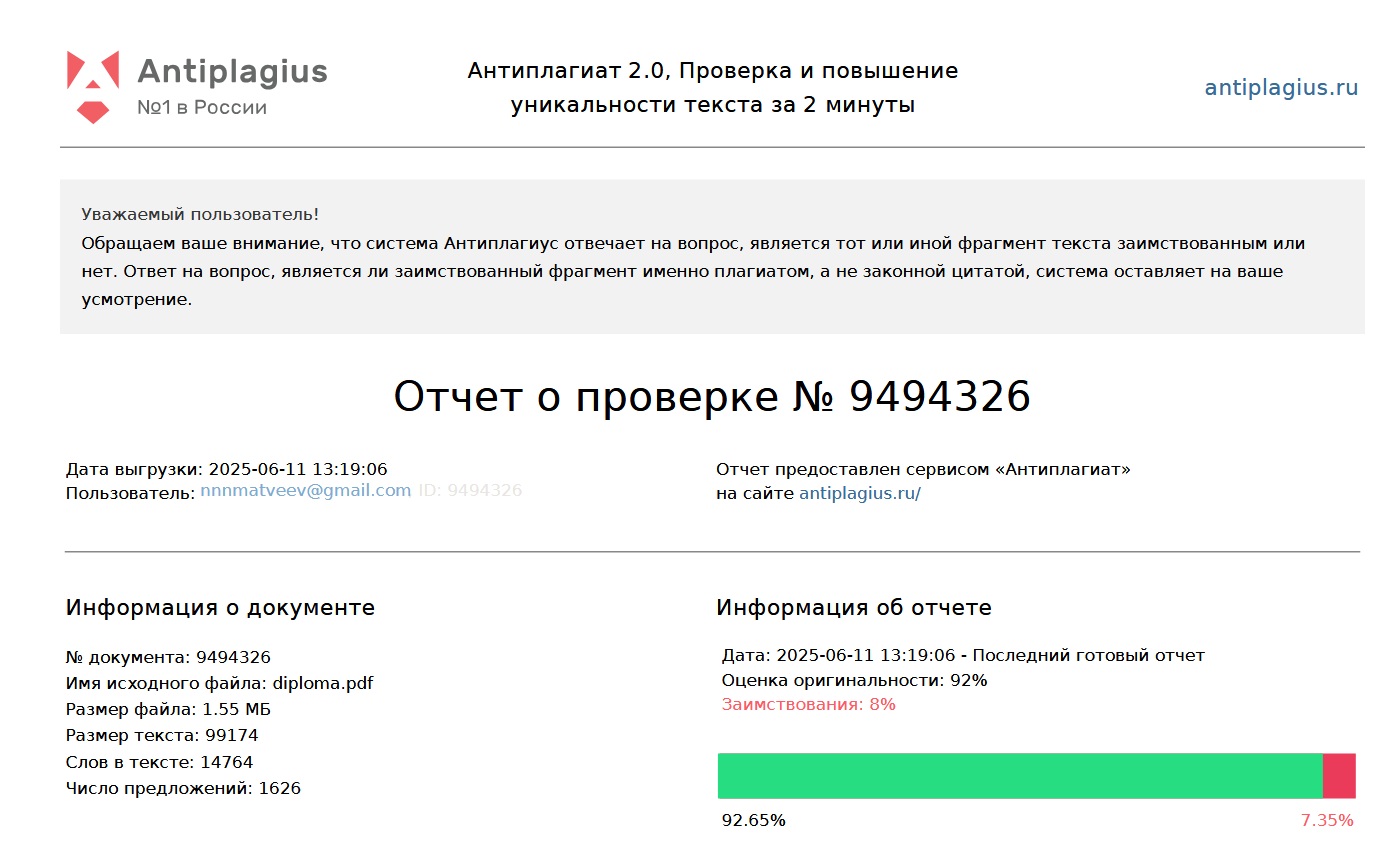 Antiplagius
№1 в России
Антиплагиат 2.0, Проверка и повышение
уникальности текста за 2 минуты
antiplagius.ru
Уважаемый пользователь!
Обращаем ваше внимание, что система Антиплагиус отвечает на вопрос, является тот или иной фрагмент текста заимствованным или
нет. Ответ на вопрос, является ли заимствованный фрагмент именно плагиатом, а не законной цитатой, система оставляет на ваше
усмотрение.
Отчет о проверке № 9494326
Дата выгрузки: 2025-06-11 13:19:06
Пользователь: nnnmatveev@gmail.com ID: 9494326
Отчет предоставлен сервисом «Антиплагиат»
на сайте antiplagius.ru/
Информация о документе
№ документа: 9494326
Имя исходного файла: diploma.pdf
Размер файла: 1.55 МБ
Размер текста: 99174
Слов в тексте: 14764
Число предложений: 1626
Информация об отчете
Дата: 2025-06-11 13:19:06 - Последний готовый отчет
Оценка оригинальности: 92%
Заимствования: 8%
92.65%
7.35%